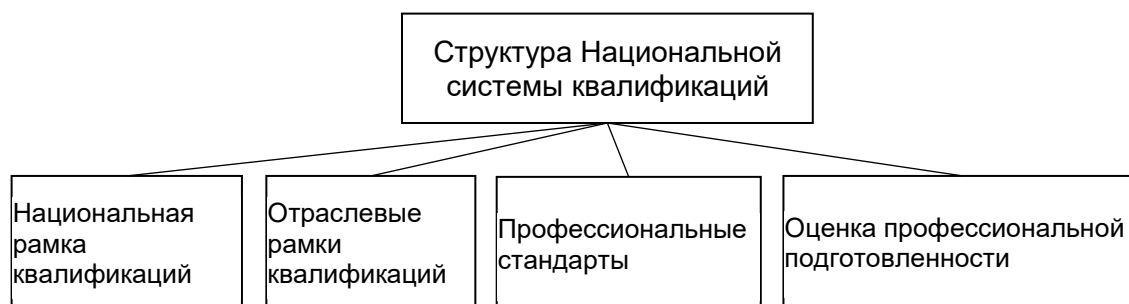 Структура Национальной
системы квалификаций
Национальная
рамка
квалификаций
Отраслевые
рамки
квалификаций
Профессиональные
стандарты
Оценка профессиональной
подготовленности